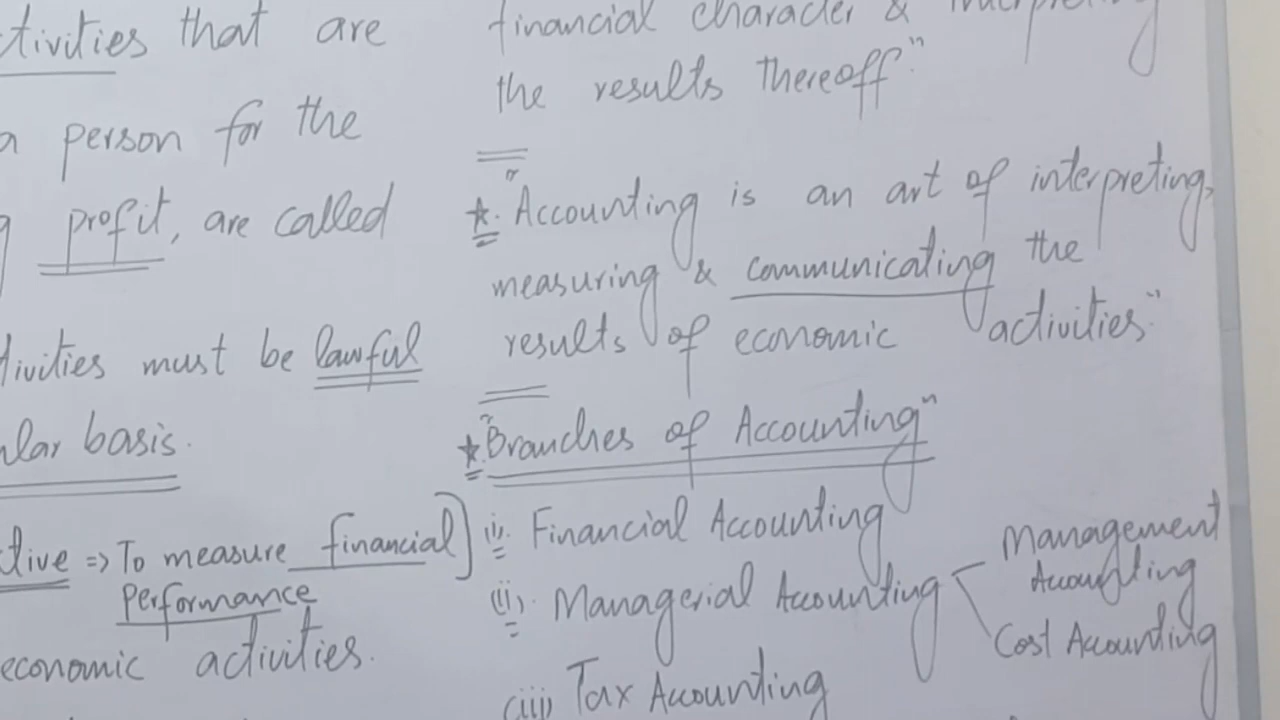 tivities that are
a person for the
profit, are called
tivities must be lawful
ular basis.
ctive => To measure financial
Performance
economic activities.
financial character &
the results thereoff"
* "Accounting is an art of interpreting,
measuring & communicating the
results of economic activities."
* "Branches of Accounting"
(i). Financial Accounting
(ii). Managerial Accounting
Management Accounting
Cost Accounting
(iii) Tax Accounting